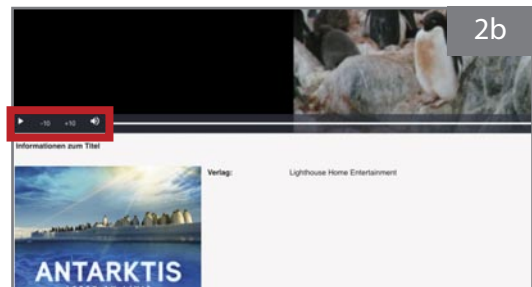 2b
-10 +10
Informationen zum Titel
Verlag: Lighthouse Home Entertainment
ANTARKTIS